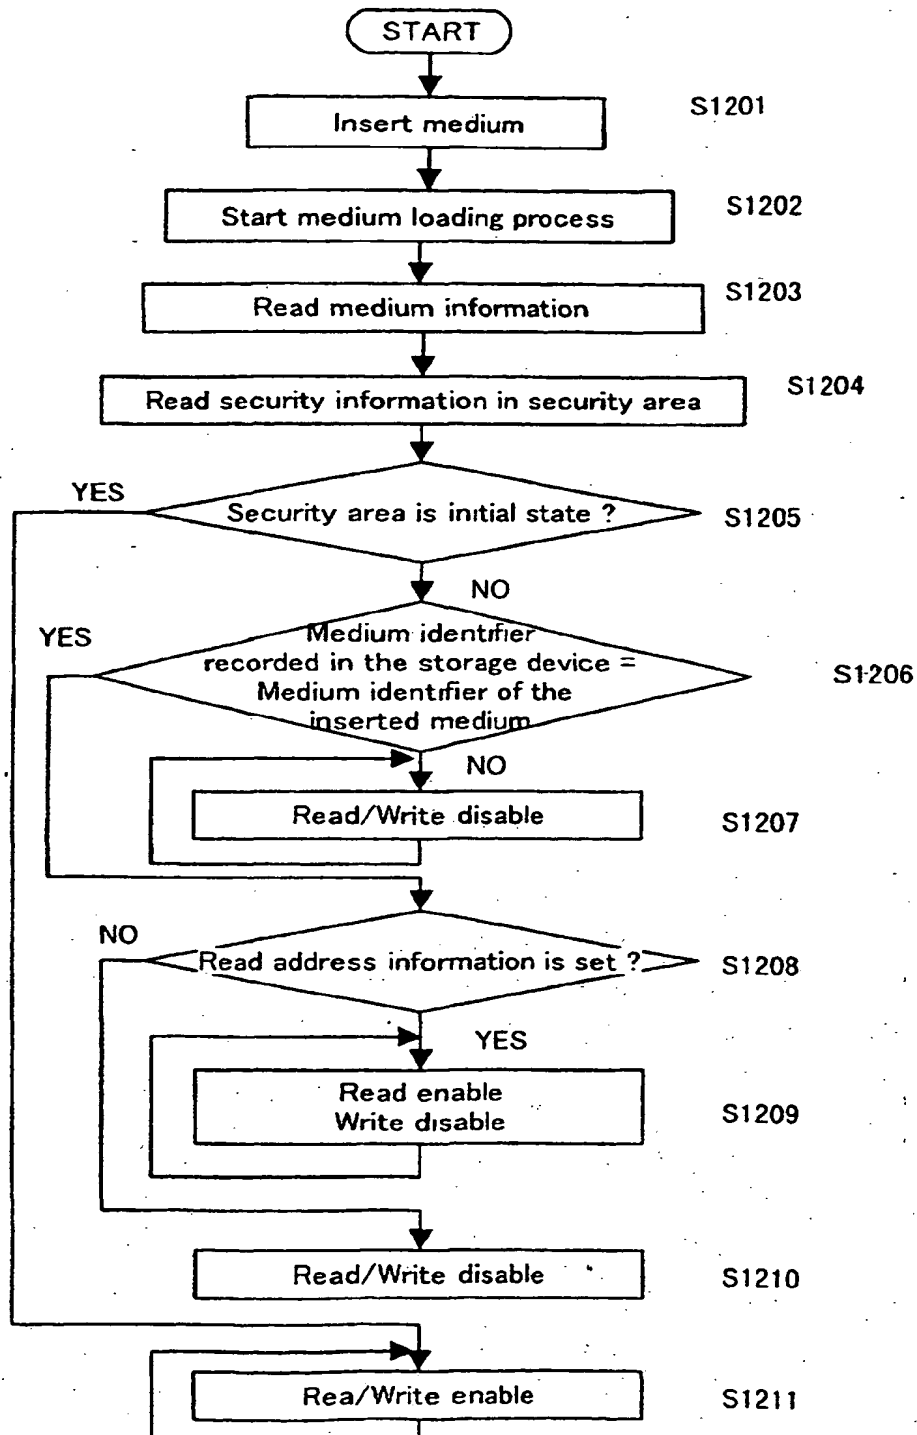 START
Insert medium
S1201
Start medium loading process
S1202
Read medium information
S1203
Read security information in security area
S1204
YES
Security area is initial state ?
S1205
NO
YES
Medium identifier
recorded in the storage device =
Medium identifier of the
inserted medium
S1206
NO
Read/Write disable
S1207
NO
Read address information is set ?
S1208
YES
Read enable
Write disable
S1209
Read/Write disable
S1210
Rea/Write enable
S1211